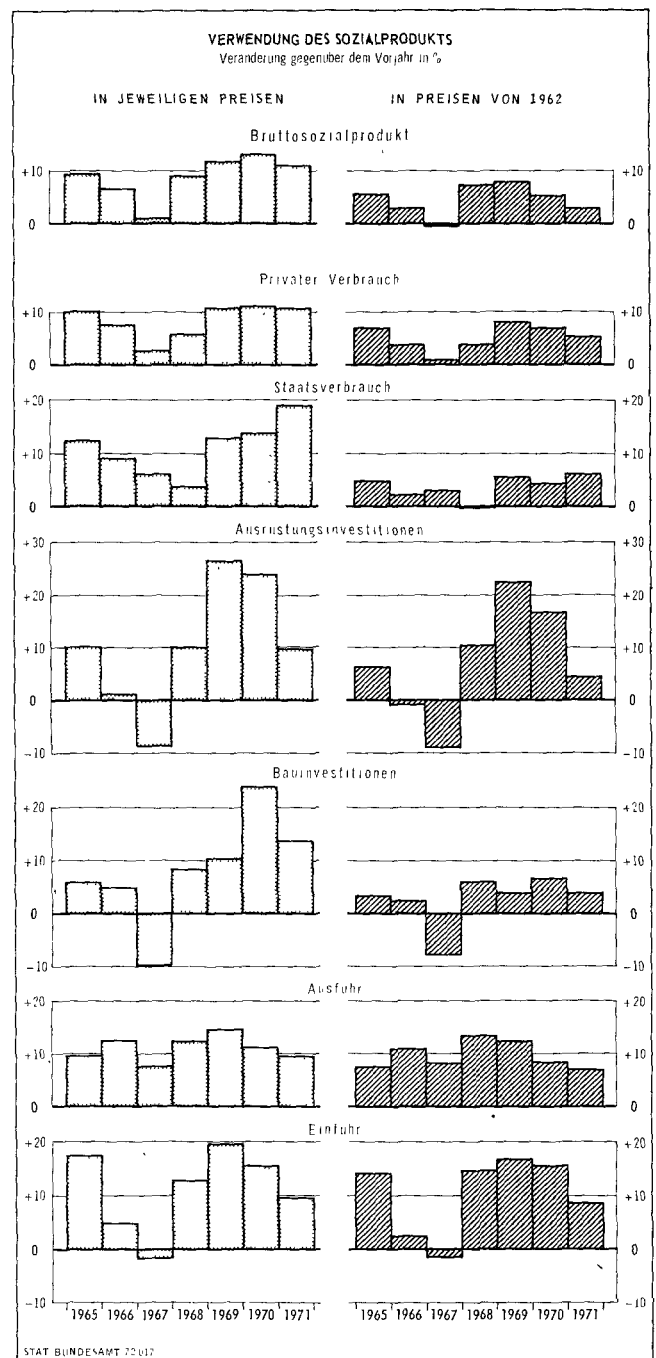 VERWENDUNG DES SOZIALPRODUKTS
Veränderung gegenüber dem Vorjahr in %
IN JEWEILIGEN PREISEN IN PREISEN VON 1962
Bruttosozialprodukt
+10 +10
0 0
Privater Verbrauch
+10 +10
0 0
Staatsverbrauch
+20 +20
+10 +10
0 0
Ausrüstungsinvestitionen
+30 +30
+20 +20
+10 +10
0 0
-10 -10
Bauinvestitionen
+20 +20
+10 +10
0 0
-10 -10
Ausfuhr
+20 +20
+10 +10
0 0
Einfuhr
+20 +20
+10 +10
0 0
-10 -10
1965 1966 1967 1968 1969 1970 1971 1965 1966 1967 1968 1969 1970 1971
STAT BUNDESAMT